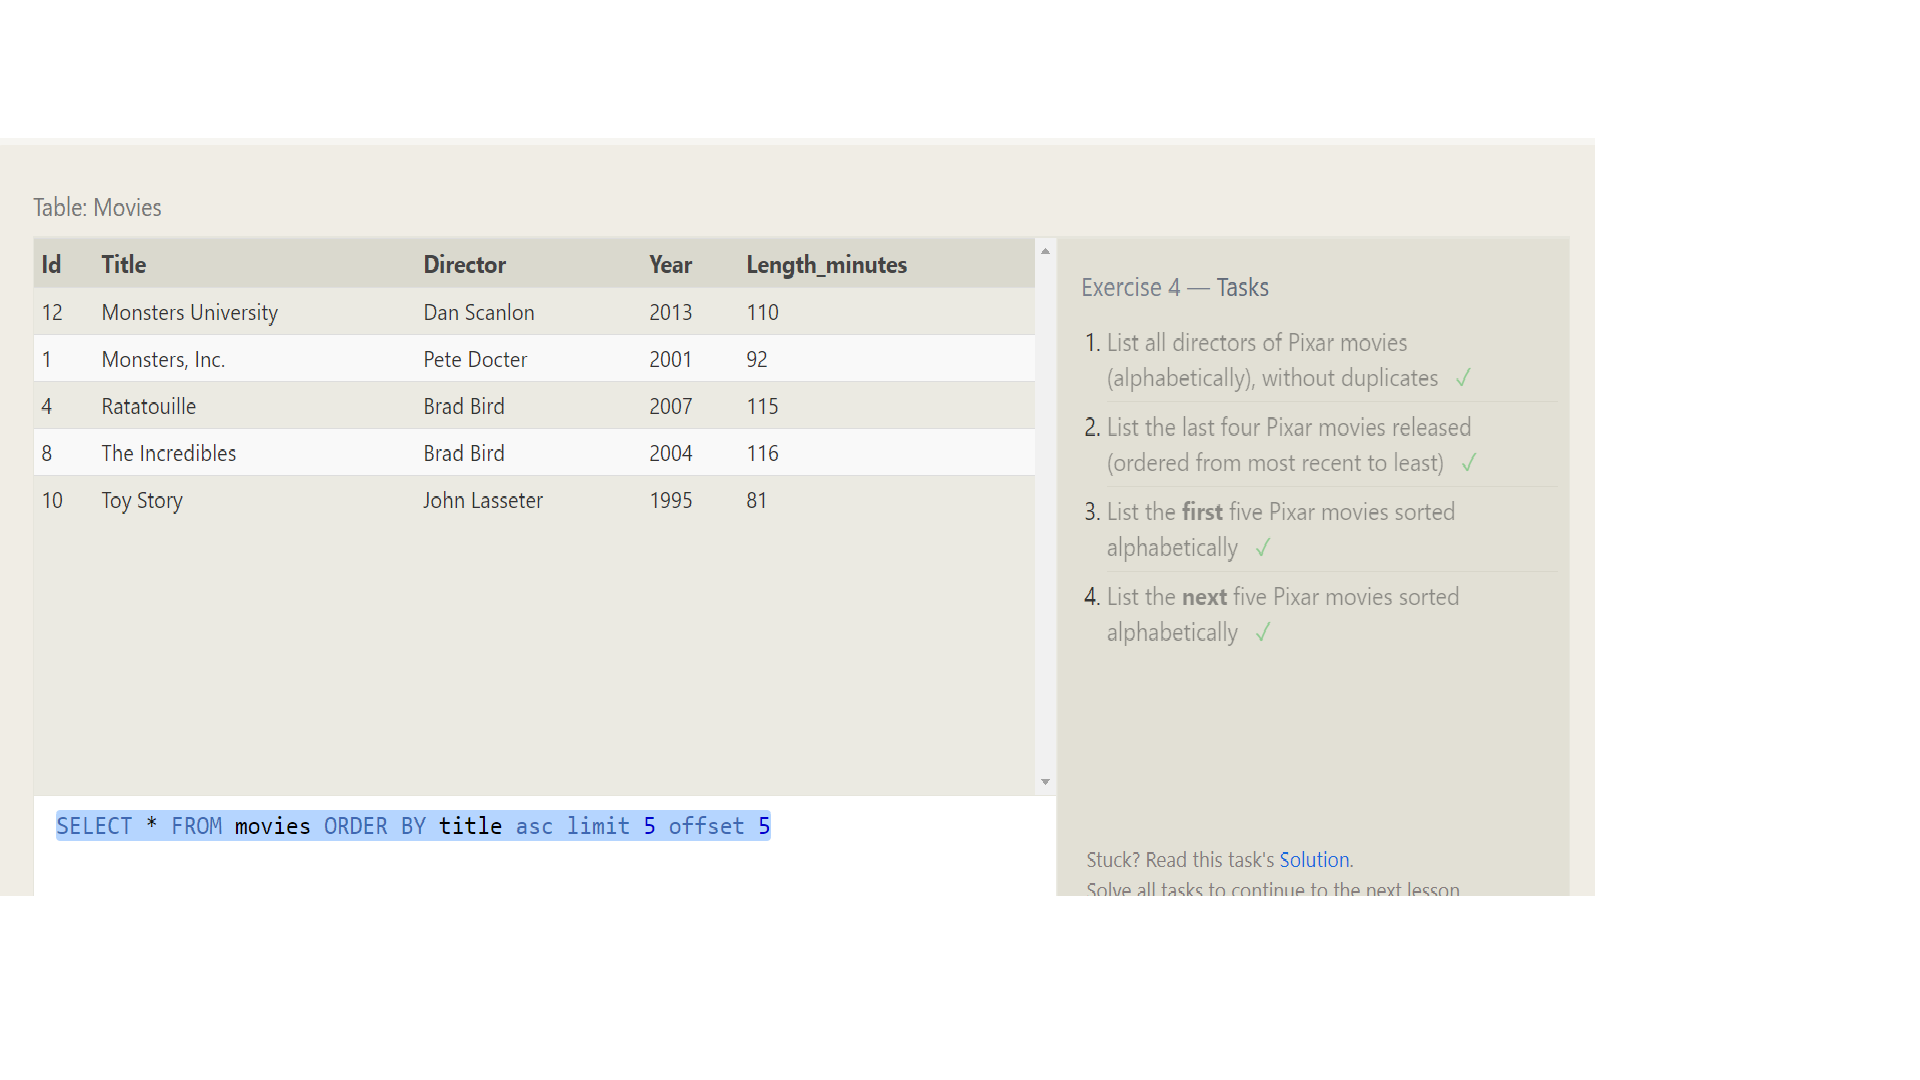 Table: Movies
Id Title Director Year Length_minutes
12 Monsters University Dan Scanlon 2013 110
1 Monsters, Inc. Pete Docter 2001 92
4 Ratatouille Brad Bird 2007 115
8 The Incredibles Brad Bird 2004 116
10 Toy Story John Lasseter 1995 81
SELECT * FROM movies ORDER BY title asc limit 5 offset 5
Exercise 4 — Tasks
1. List all directors of Pixar movies
(alphabetically), without duplicates ✓
2. List the last four Pixar movies released
(ordered from most recent to least) ✓
3. List the first five Pixar movies sorted
alphabetically ✓
4. List the next five Pixar movies sorted
alphabetically ✓
Stuck? Read this task's Solution.
Solve all tasks to continue to the next lesson